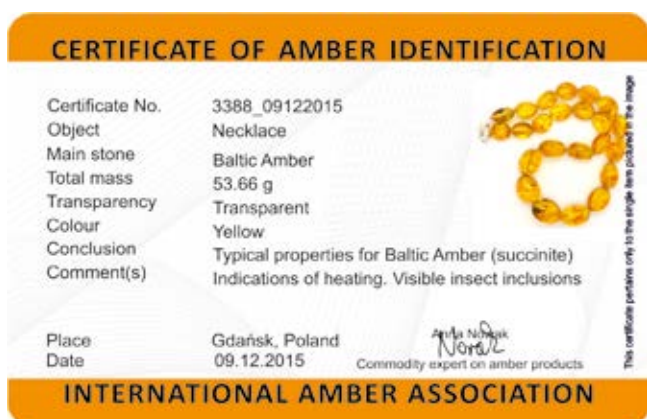 CERTIFICATE OF AMBER IDENTIFICATION
Certificate No. 3388_09122015
Object Necklace
Main stone Baltic Amber
Total mass 53.66 g
Transparency Transparent
Colour Yellow
Conclusion Typical properties for Baltic Amber (succinite)
Comment(s) Indications of heating. Visible insect inclusions
Place Gdańsk, Poland
Date 09.12.2015
Anna Nowak
Commodity expert on amber products
This certificate pertains only to the single item pictured in the image
INTERNATIONAL AMBER ASSOCIATION